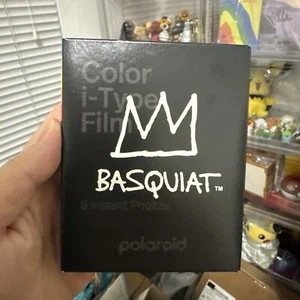 Color
i-Type
Film
BASQUIAT™
8 Instant Photos
polaroid